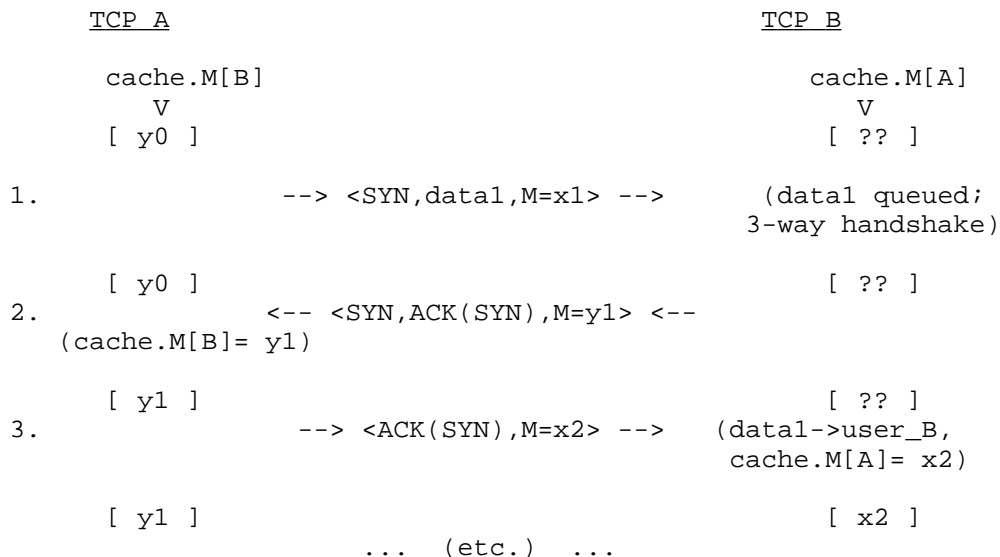 TCP A                                            TCP B
cache.M[B]                                   cache.M[A]
V                                            V
[ y0 ]                                       [ ?? ]
1.               --> <SYN,data1,M=x1> -->       (data1 queued;
3-way handshake)
[ y0 ]                                       [ ?? ]
2.              <-- <SYN,ACK(SYN),M=y1> <--
(cache.M[B]= y1)
[ y1 ]                                       [ ?? ]
3.                --> <ACK(SYN),M=x2> -->    (data1->user_B,
cache.M[A]= x2)
[ y1 ]                                       [ x2 ]
... (etc.) ...